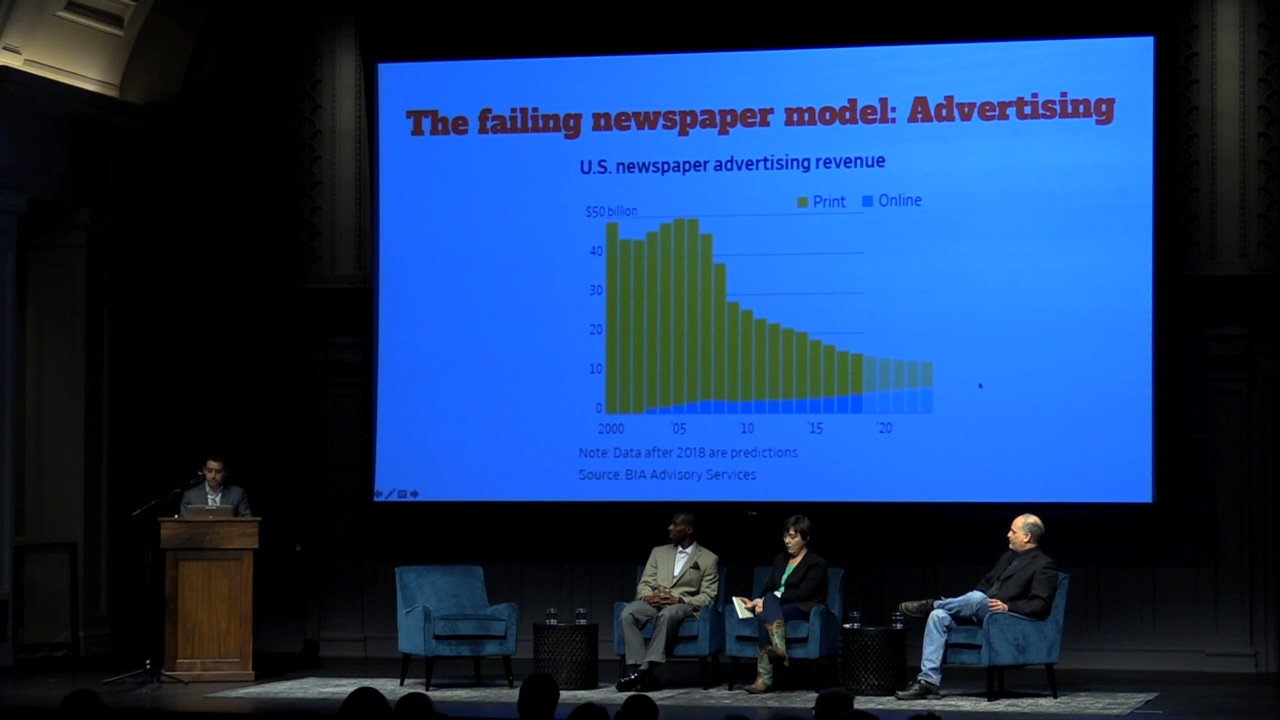 The failing newspaper model: Advertising
U.S. newspaper advertising revenue
Print Online
$50 billion
40
30
20
10
0
2000 '05 '10 '15 '20
Note: Data after 2018 are predictions
Source: BIA Advisory Services